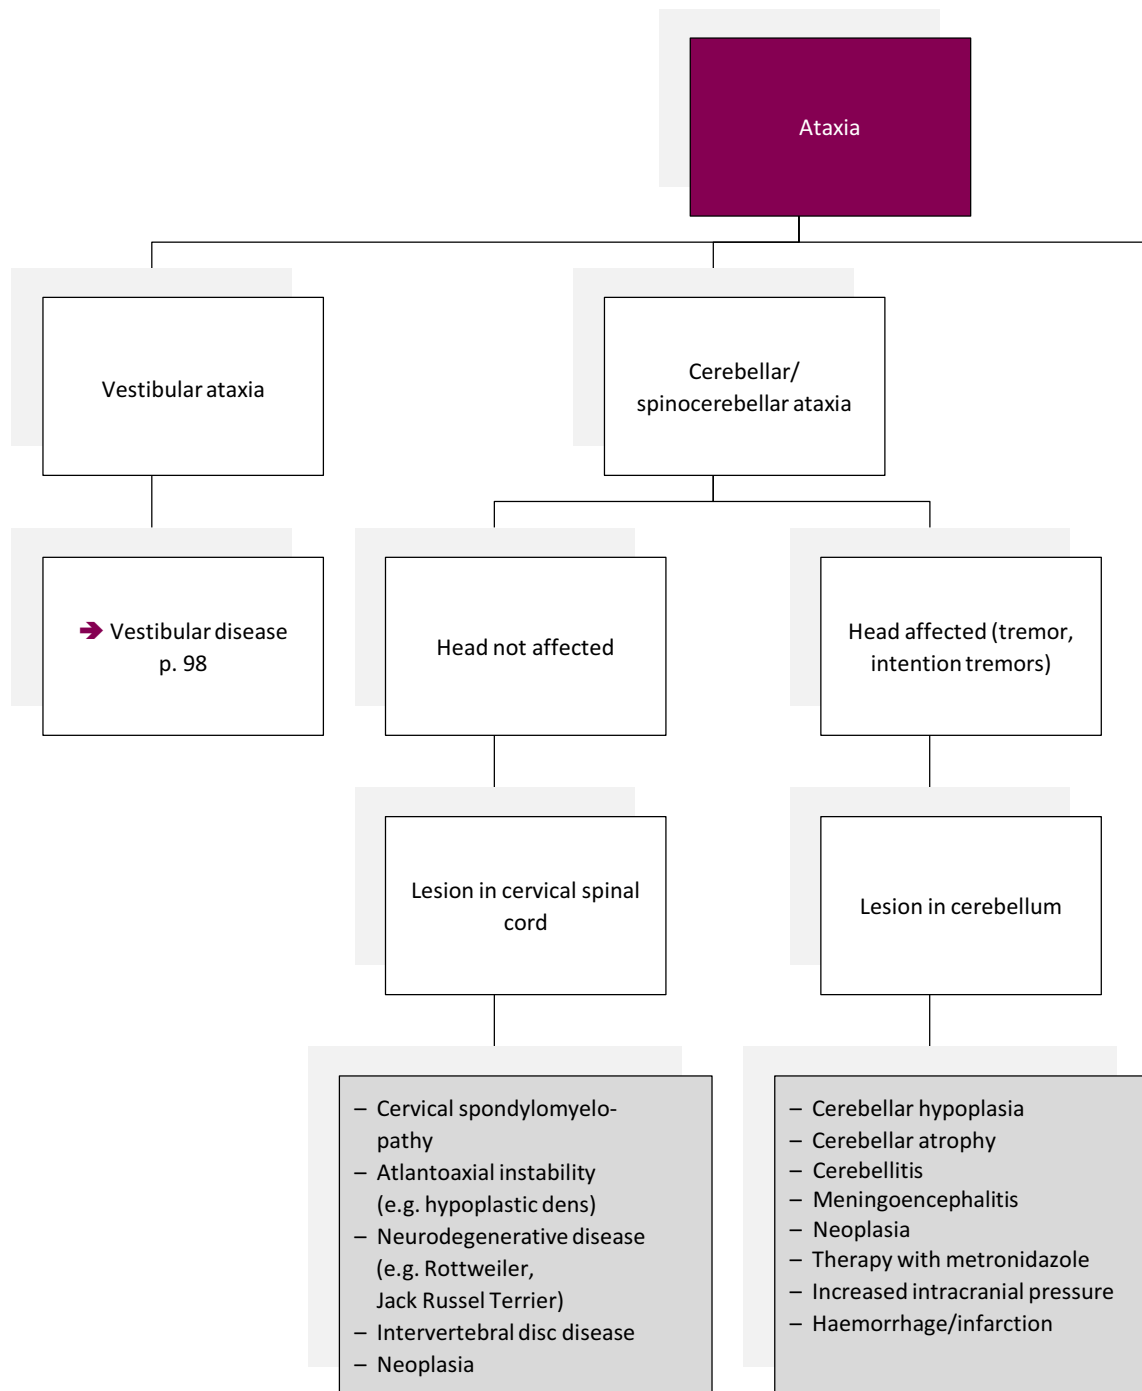 Ataxia
Vestibular ataxia
Cerebellar/
spinocerebellar ataxia
➔ Vestibular disease
p. 98
Head not affected
Head affected (tremor,
intention tremors)
Lesion in cervical spinal
cord
Lesion in cerebellum
– Cervical spondylomyelo-
pathy
– Atlantoaxial instability
(e.g. hypoplastic dens)
– Neurodegenerative disease
(e.g. Rottweiler,
Jack Russel Terrier)
– Intervertebral disc disease
– Neoplasia
– Cerebellar hypoplasia
– Cerebellar atrophy
– Cerebellitis
– Meningoencephalitis
– Neoplasia
– Therapy with metronidazole
– Increased intracranial pressure
– Haemorrhage/infarction